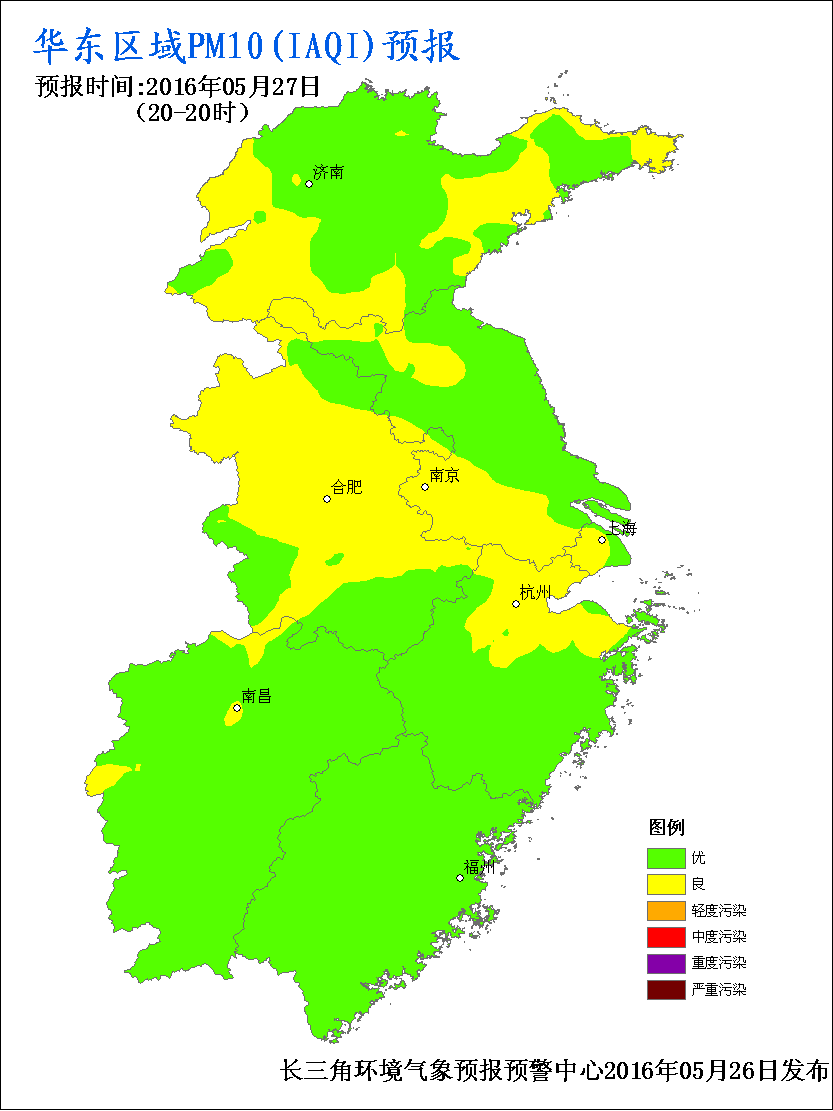 华东区域PM10(IAQI)预报
预报时间:2016年05月27日
(20-20时)
济南
合肥
南京
上海
杭州
南昌
福州
图例
优
良
轻度污染
中度污染
重度污染
严重污染
长三角环境气象预报预警中心2016年05月26日发布